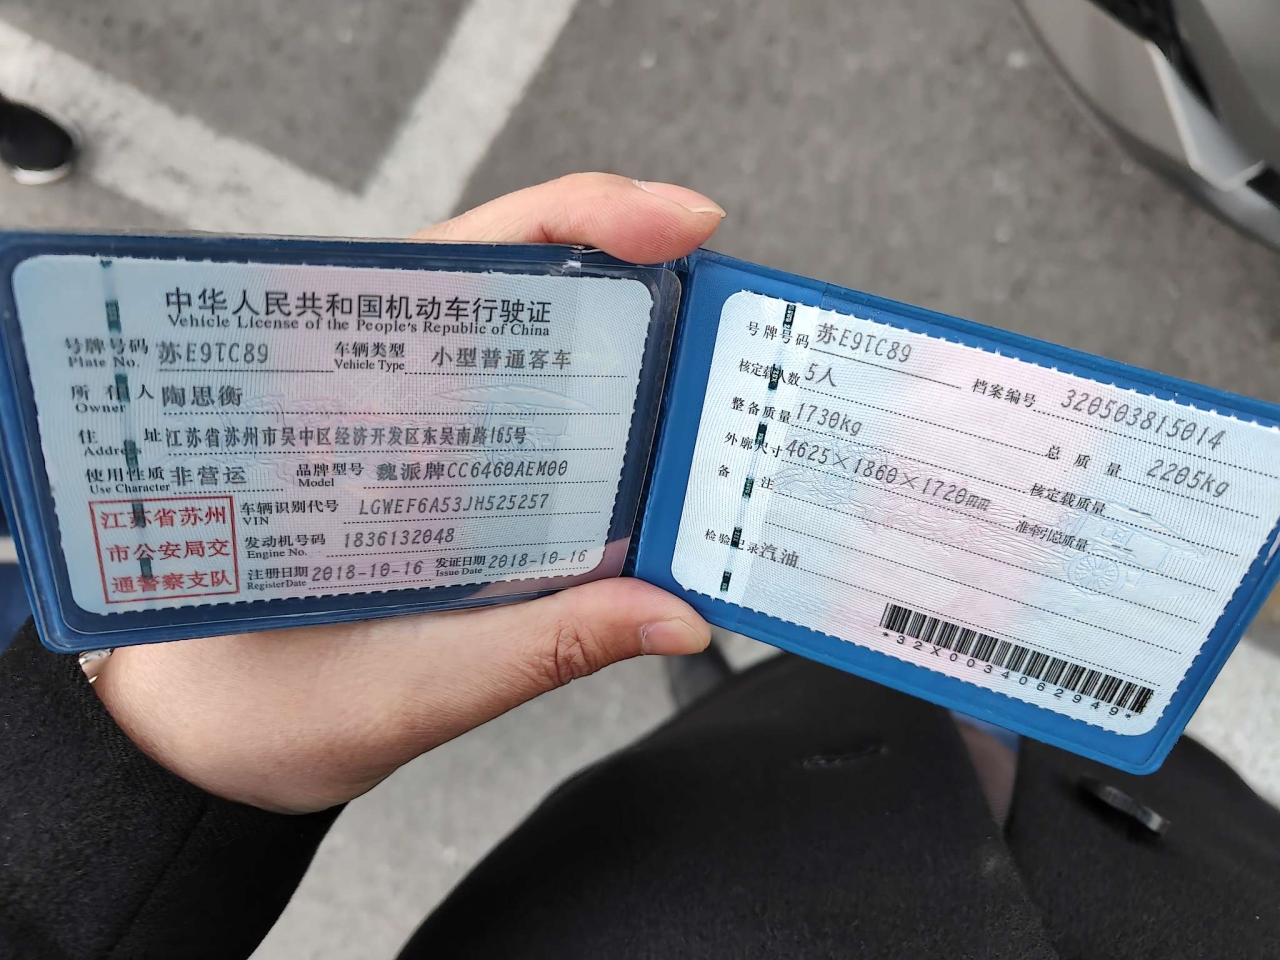 中华人民共和国机动车行驶证
Vehicle License of the People's Republic of China
号牌号码 苏E9TC89 车辆类型 小型普通客车
Plate No. Vehicle Type
所有人 陶思衡
Owner
住址 江苏省苏州市吴中区经济开发区东吴南路165号
Address
使用性质 非营运 品牌型号 魏派牌CC6460AEM00
Use Character Model
江苏省苏州
市公安局交
通警察支队
车辆识别代号 LGWEF6A53JH525257
VIN
发动机号码 1836132048
Engine No.
注册日期 2018-10-16 发证日期 2018-10-16
Register Date Issue Date
号牌号码 苏E9TC89 档案编号 320503815014
核定载人数 5人 总质量 2205kg
整备质量 1730kg 核定载质量
外廓尺寸 4625×1860×1720mm 准牵引总质量
备注
检验记录 汽油
*32X0034062949*